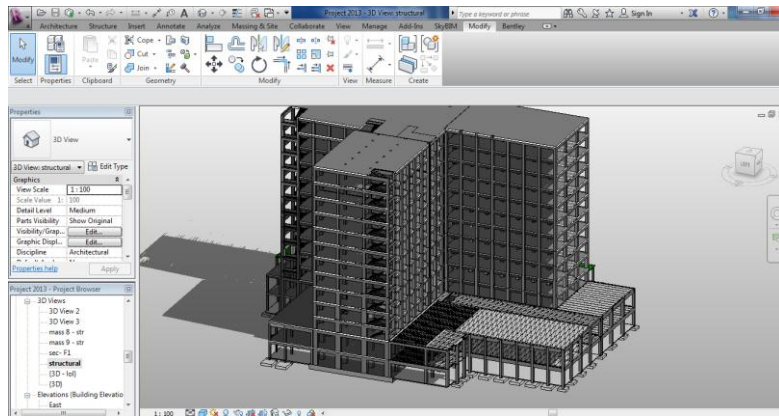 Project 2013 - 3D View: structural
Type a keyword or phrase
Sign In
Architecture Structure Insert Annotate Analyze Massing & Site Collaborate View Manage Add-Ins SkyBIM Modify Bentley
Modify
Paste
Cope
Cut
Join
Select Properties Clipboard Geometry Modify View Measure Create
Properties
3D View
3D View: structural Edit Type
Graphics
View Scale 1 : 100
Scale Value 1: 100
Detail Level Medium
Parts Visibility Show Original
Visibility/Grap... Edit...
Graphic Displ... Edit...
Discipline Architectural
Properties help Apply
Project 2013 - Project Browser
3D Views
3D View 2
3D View 3
mass 8 - str
mass 9 - str
sec- F1
structural
{3D - lol}
{3D}
Elevations (Building Elevatio
East
1 : 100